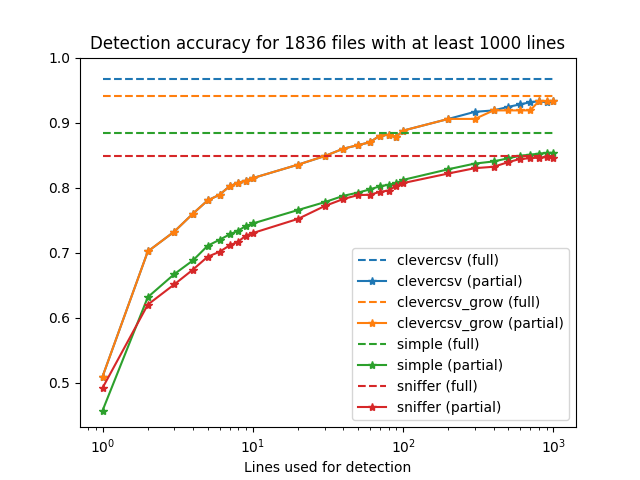 Detection accuracy for 1836 files with at least 1000 lines
1.0
0.9
0.8
0.7
0.6
0.5
clevercsv (full)
clevercsv (partial)
clevercsv_grow (full)
clevercsv_grow (partial)
simple (full)
simple (partial)
sniffer (full)
sniffer (partial)
10⁰ 10¹ 10² 10³
Lines used for detection